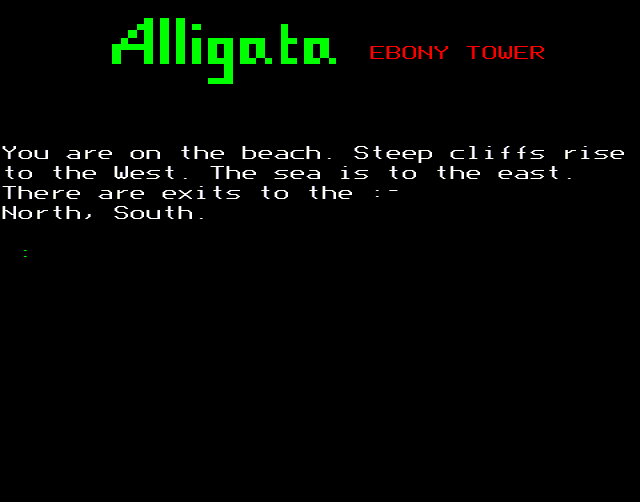 Alligata EBONY TOWER
You are on the beach. Steep cliffs rise
to the West. The sea is to the east.
There are exits to the :-
North, South.
: